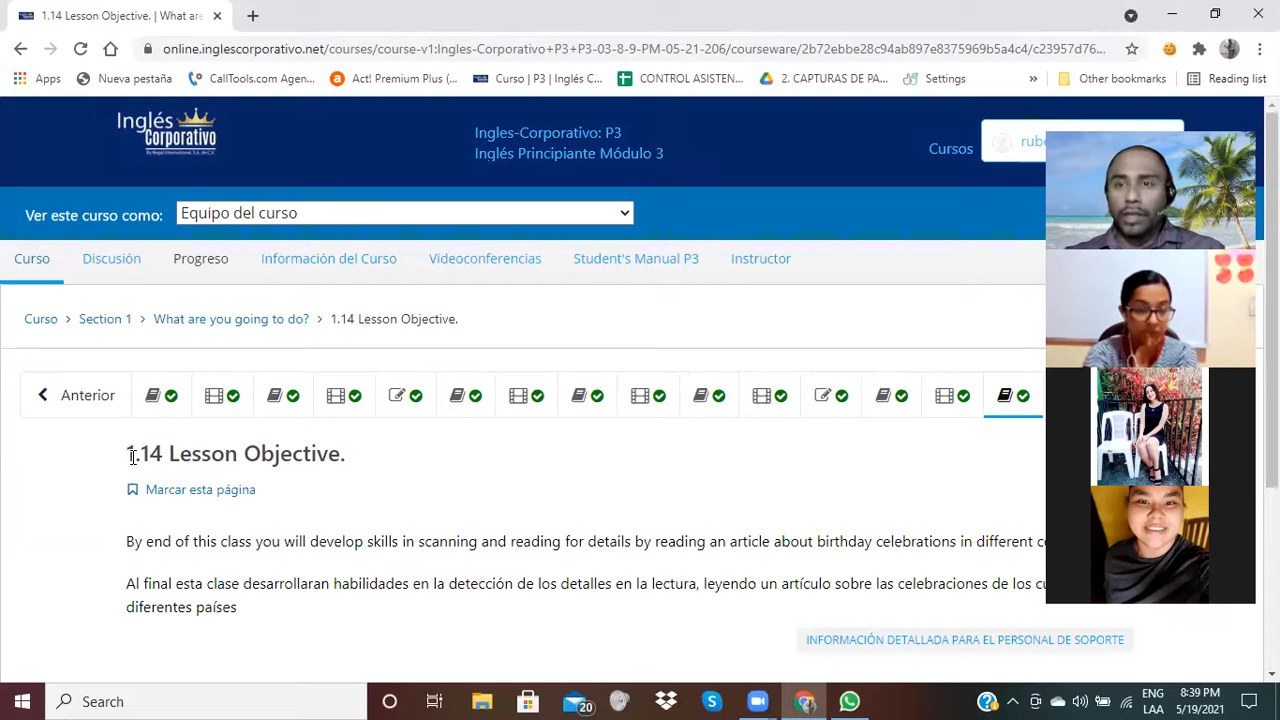 1.14 Lesson Objective. | What are
online.inglescorporativo.net/courses/course-v1:Ingles-Corporativo+P3+P3-03-8-9-PM-05-21-206/courseware/2b72ebbe28c94ab897e8375969b5a4c4/c23957d76...
Apps Nueva pestaña CallTools.com Agen... Act! Premium Plus (... Curso | P3 | Inglés C... CONTROL ASISTEN... 2. CAPTURAS DE PA... Settings » Other bookmarks Reading list
Inglés
Corporativo
Ingles-Corporativo: P3
Inglés Principiante Módulo 3
Cursos
rub
Ver este curso como: Equipo del curso
Curso Discusión Progreso Información del Curso Videoconferencias Student's Manual P3 Instructor
Curso > Section 1 > What are you going to do? > 1.14 Lesson Objective.
Anterior
1.14 Lesson Objective.
Marcar esta página
By end of this class you will develop skills in scanning and reading for details by reading an article about birthday celebrations in different
Al final esta clase desarrollaran habilidades en la detección de los detalles en la lectura, leyendo un artículo sobre las celebraciones de los
diferentes países
INFORMACIÓN DETALLADA PARA EL PERSONAL DE SOPORTE
Search
20
ENG
LAA
8:39 PM
5/19/2021